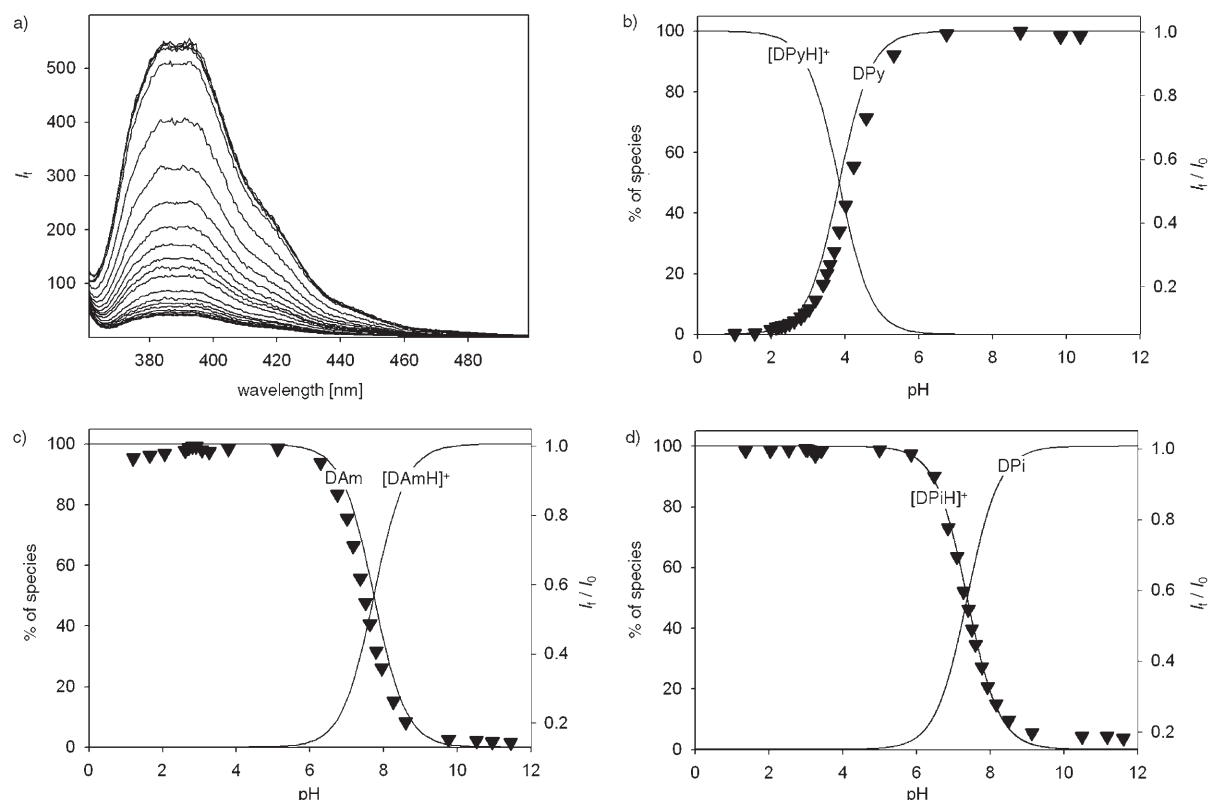 a)
I_f
500
400
300
200
100
380 400 420 440 460 480
wavelength [nm]
b)
% of species
100
80
60
40
20
0
[DPyH]⁺
DPy
1.0
0.8
0.6
0.4
0.2
I_f / I_0
0 2 4 6 8 10 12
pH
c)
% of species
100
80
60
40
20
0
DAm
[DAmH]⁺
1.0
0.8
0.6
0.4
0.2
I_f / I_0
0 2 4 6 8 10 12
pH
d)
% of species
100
80
60
40
20
0
[DPiH]⁺
DPi
1.0
0.8
0.6
0.4
0.2
I_f / I_0
0 2 4 6 8 10 12
pH